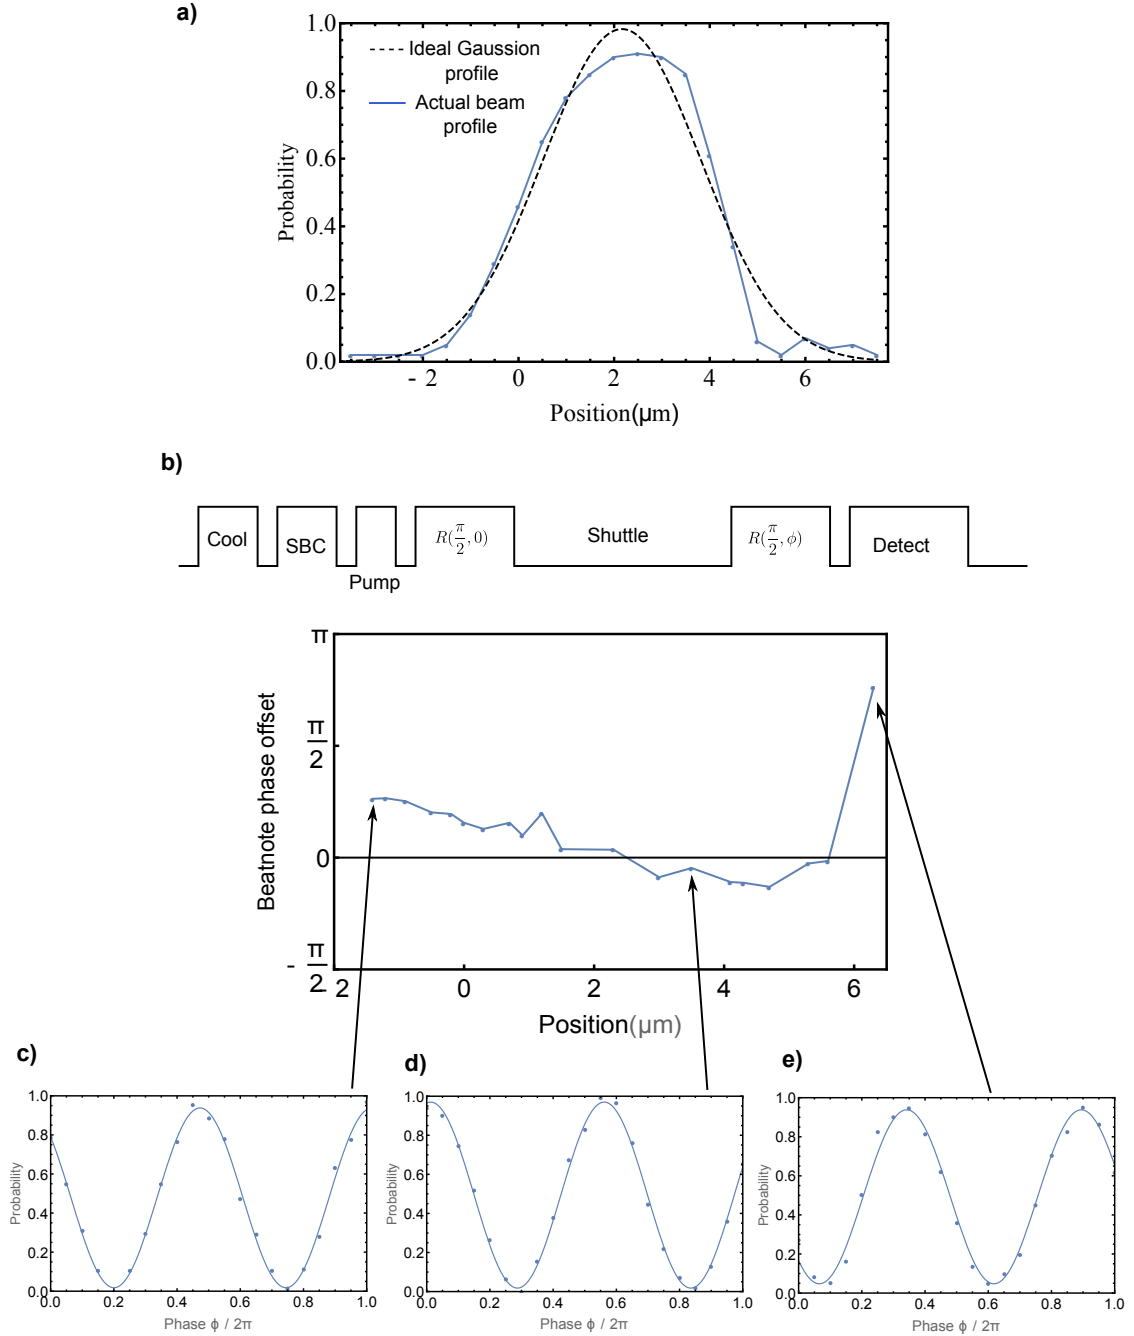 a)
1.0
0.8
0.6
0.4
0.2
0.0
Probability
Ideal Gaussion
profile
Actual beam
profile
- 2
0
2
4
6
Position(μm)
b)
Cool
SBC
Pump
R(π/2, 0)
Shuttle
R(π/2, ϕ)
Detect
π
π/2
0
- π/2
Beatnote phase offset
2
0
2
4
6
Position(μm)
c)
1.0
0.8
0.6
0.4
0.2
0.0
Probability
0.0
0.2
0.4
0.6
0.8
1.0
Phase ϕ / 2π
d)
1.0
0.8
0.6
0.4
0.2
0.0
Probability
0.0
0.2
0.4
0.6
0.8
1.0
Phase ϕ / 2π
e)
1.0
0.8
0.6
0.4
0.2
0.0
Probability
0.0
0.2
0.4
0.6
0.8
1.0
Phase ϕ / 2π